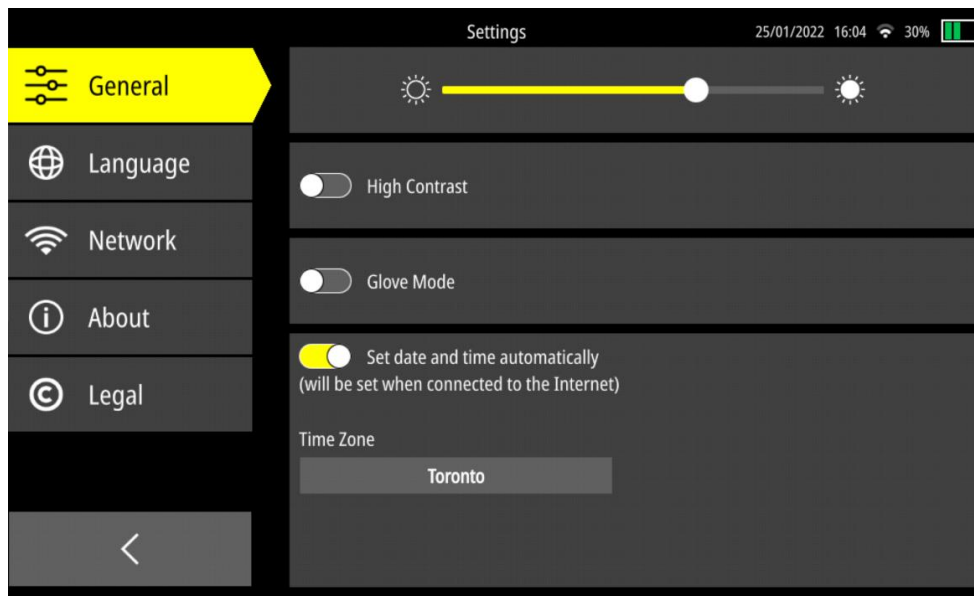 Settings
25/01/2022 16:04 30%
General
Language
Network
About
Legal
High Contrast
Glove Mode
Set date and time automatically
(will be set when connected to the Internet)
Time Zone
Toronto